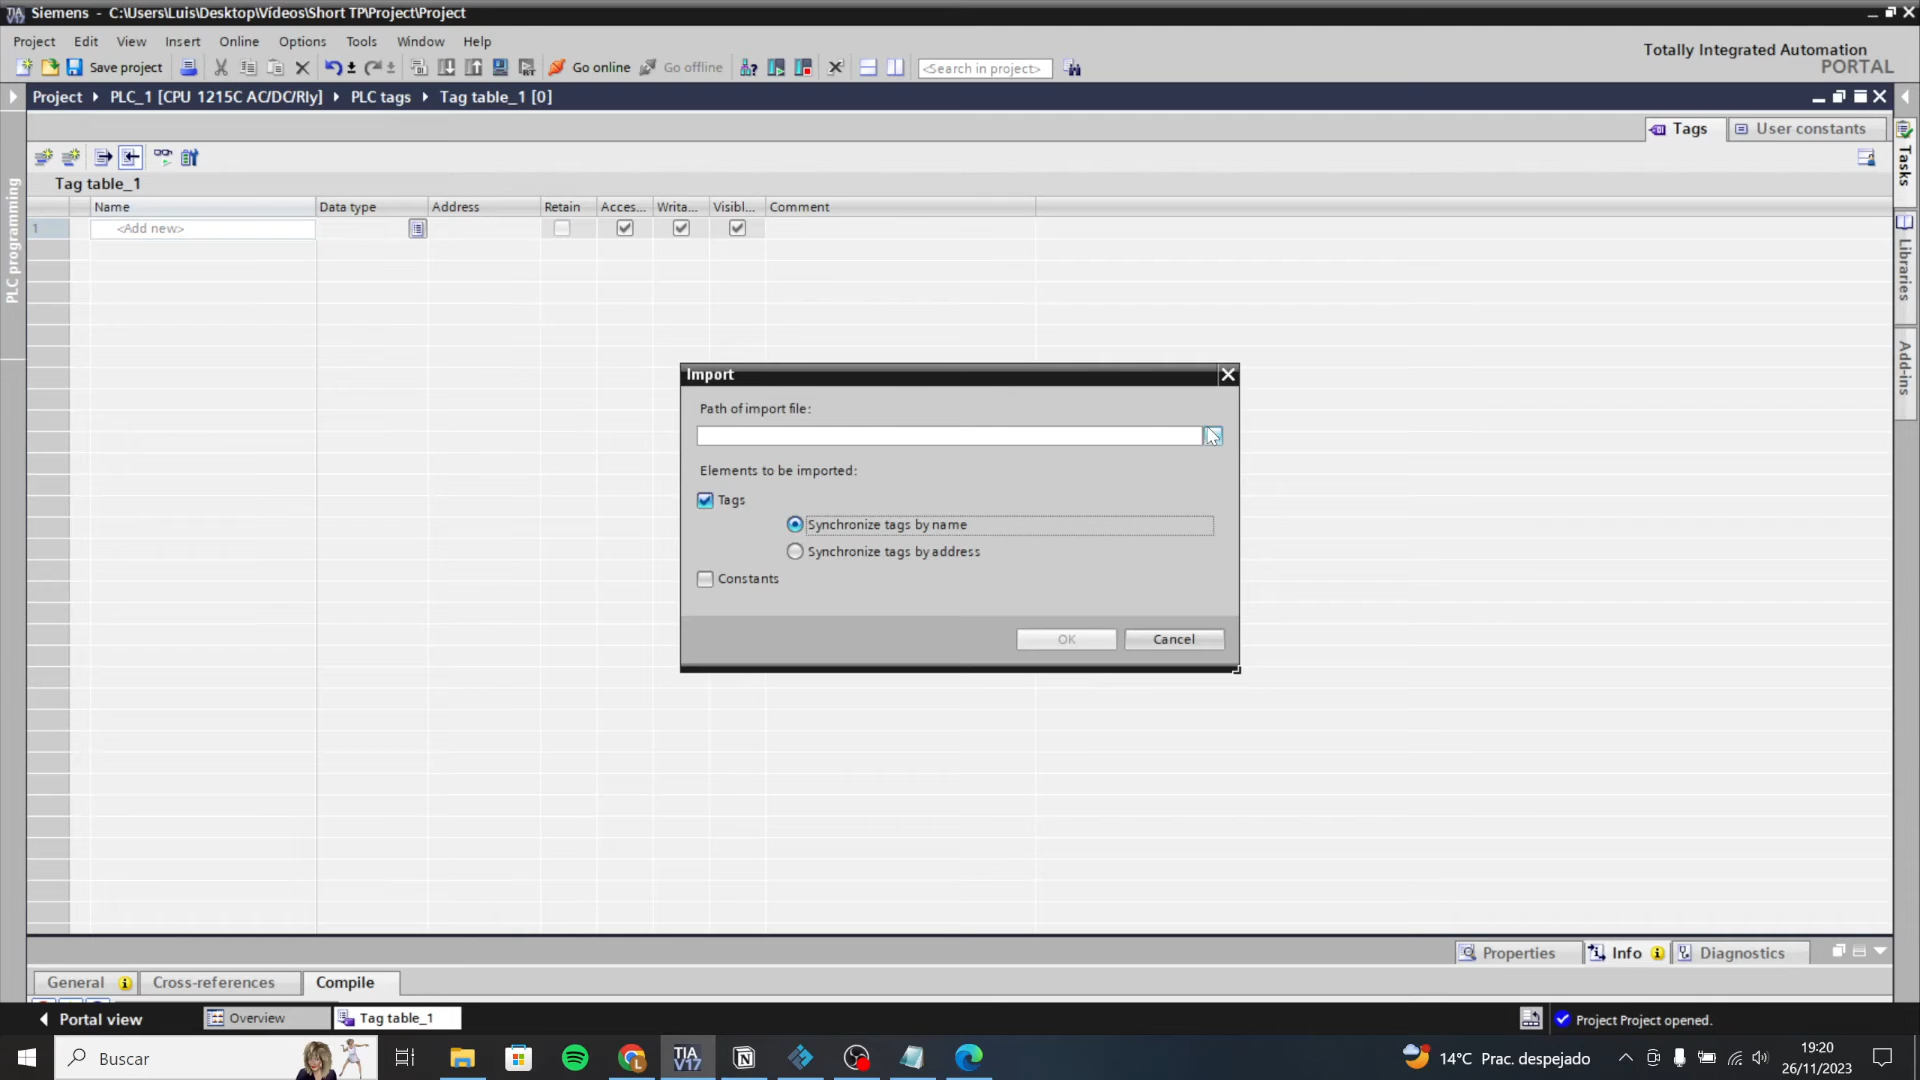 Siemens - C:\Users\Luis\Desktop\Vídeos\Short TP\Project\Project
Project Edit View Insert Online Options Tools Window Help
Totally Integrated Automation
PORTAL
Save project Go online Go offline <Search in project>
Project PLC_1 [CPU 1215C AC/DC/Rly] PLC tags Tag table_1 [0]
Tags User constants
Tag table_1
Name Data type Address Retain Acces... Writa... Visibl... Comment
1 <Add new>
PLC programming
Tasks
Libraries
Add-ins
Import
Path of import file:
Elements to be imported:
Tags
Synchronize tags by name
Synchronize tags by address
Constants
OK Cancel
Properties Info Diagnostics
General Cross-references Compile
Portal view Overview Tag table_1 Project Project opened.
Buscar
TIA V17
14°C Prac. despejado
19:20
26/11/2023